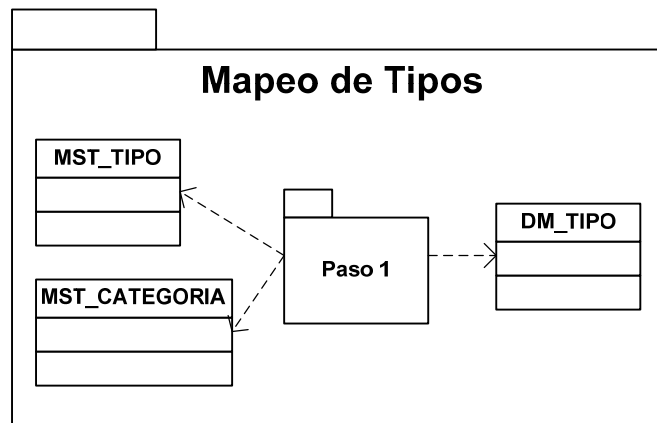 Mapeo de Tipos
MST_TIPO
DM_TIPO
Paso 1
MST_CATEGORIA